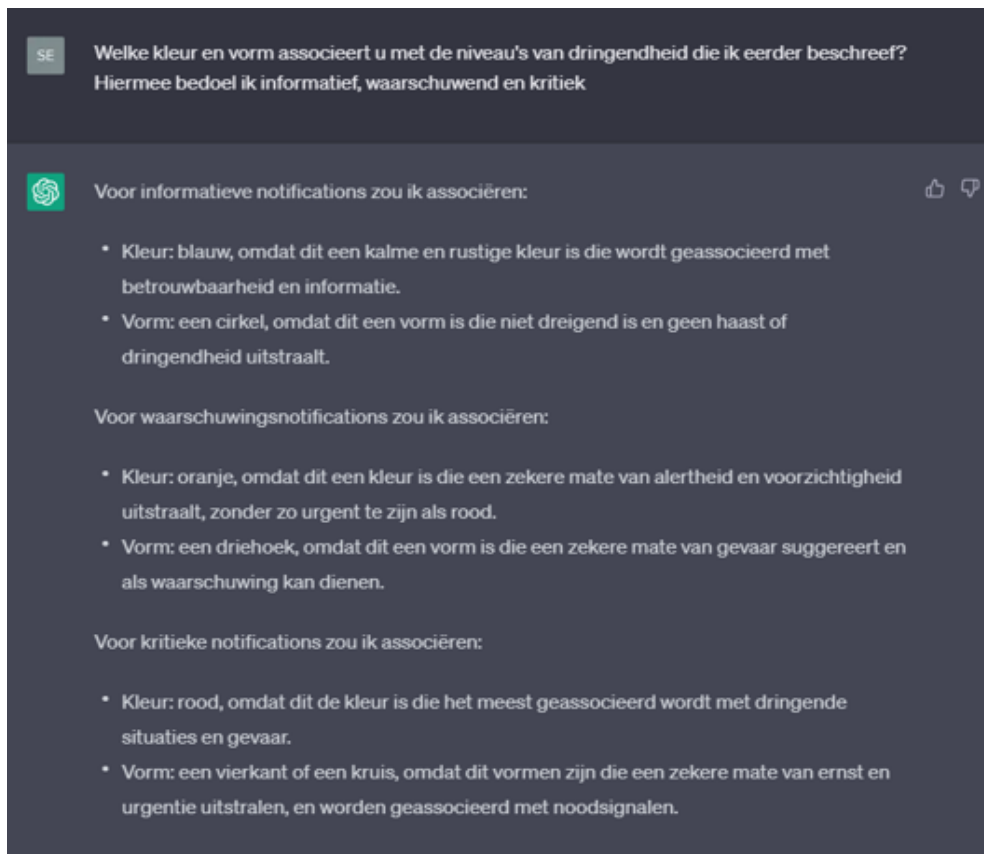 SE
Welke kleur en vorm associeert u met de niveau's van dringendheid die ik eerder beschreef?
Hiermee bedoel ik informatief, waarschuwend en kritiek
Voor informatieve notifications zou ik associëren:
• Kleur: blauw, omdat dit een kalme en rustige kleur is die wordt geassocieerd met
betrouwbaarheid en informatie.
• Vorm: een cirkel, omdat dit een vorm is die niet dreigend is en geen haast of
dringendheid uitstraalt.
Voor waarschuwingsnotifications zou ik associëren:
• Kleur: oranje, omdat dit een kleur is die een zekere mate van alertheid en voorzichtigheid
uitstraalt, zonder zo urgent te zijn als rood.
• Vorm: een driehoek, omdat dit een vorm is die een zekere mate van gevaar suggereert en
als waarschuwing kan dienen.
Voor kritieke notifications zou ik associëren:
• Kleur: rood, omdat dit de kleur is die het meest geassocieerd wordt met dringende
situaties en gevaar.
• Vorm: een vierkant of een kruis, omdat dit vormen zijn die een zekere mate van ernst en
urgentie uitstralen, en worden geassocieerd met noodsignalen.